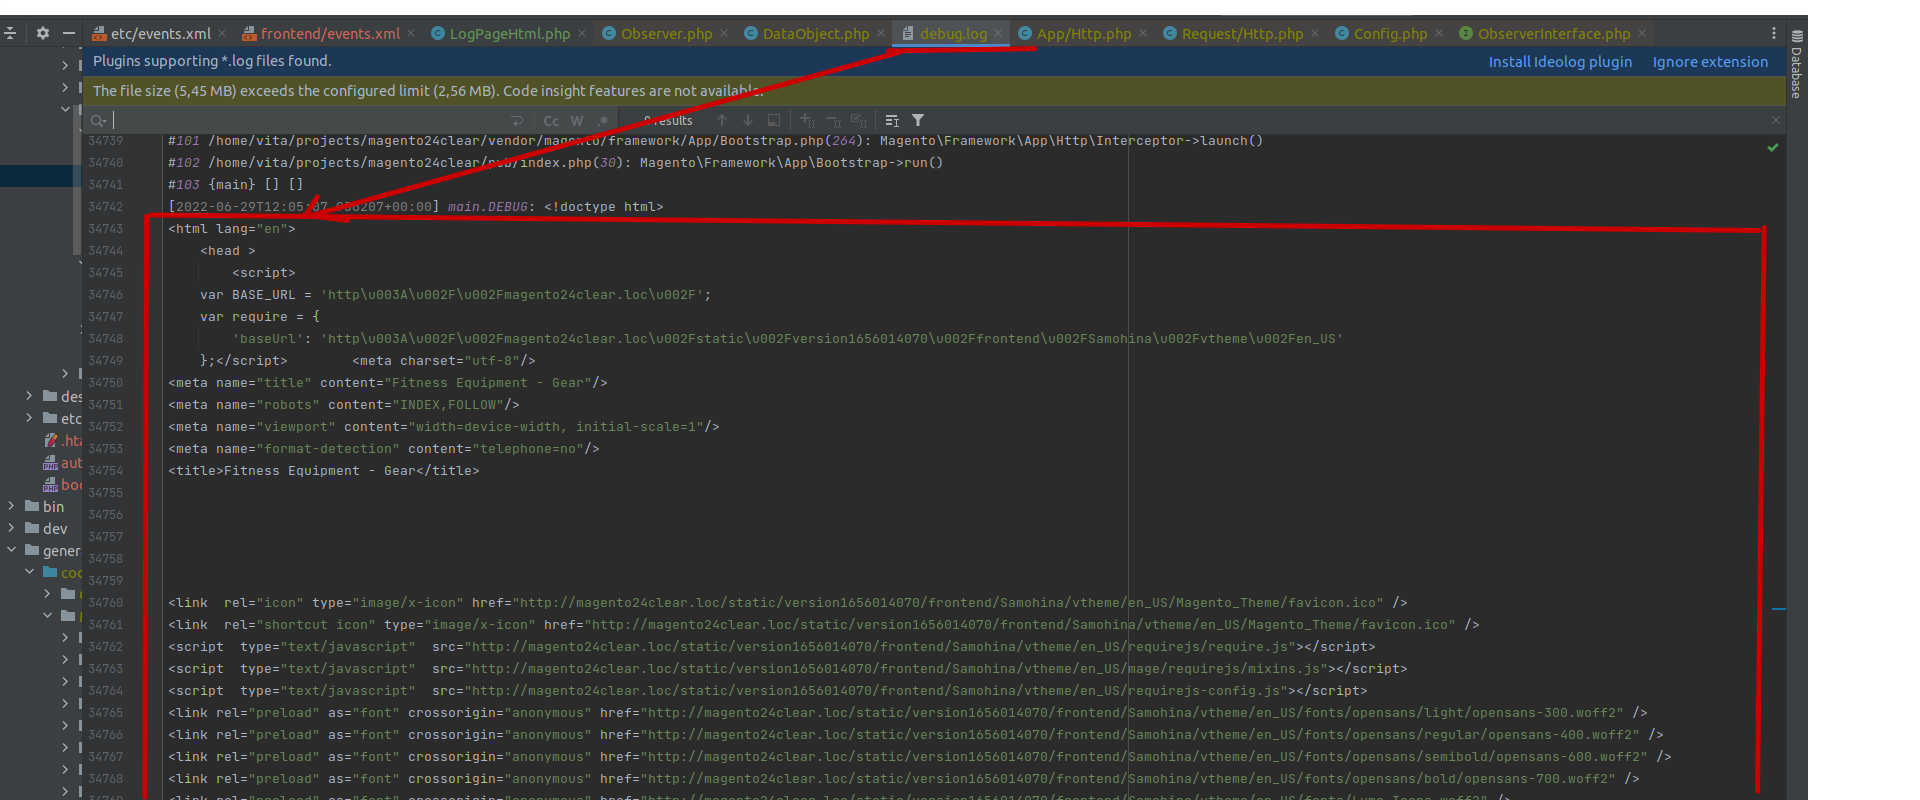 etc/events.xml frontend/events.xml LogPageHtml.php Observer.php DataObject.php debug.log App/Http.php Request/Http.php Config.php ObserverInterface.php
Database
Plugins supporting *.log files found. Install Ideolog plugin Ignore extension
The file size (5,45 MB) exceeds the configured limit (2,56 MB). Code insight features are not available.
Cc W .* 0 results
34739 #101 /home/vita/projects/magento24clear/vendor/magento/framework/App/Bootstrap.php(264): Magento\Framework\App\Http\Interceptor->launch()
34740 #102 /home/vita/projects/magento24clear/pub/index.php(30): Magento\Framework\App\Bootstrap->run()
34741 #103 {main} [] []
34742 main.DEBUG: <!doctype html>
34743 <html lang="en">
34744 <head >
34745 <script>
34746 var BASE_URL = 'http\u003A\u002F\u002Fmagento24clear.loc\u002F';
34747 var require = {
34748 'baseUrl': 'http\u003A\u002F\u002Fmagento24clear.loc\u002Fstatic\u002Fversion1656014070\u002Ffrontend\u002FSamohina\u002Fvtheme\u002Fen_US'
34749 };</script> <meta charset="utf-8"/>
34750 <meta name="title" content="Fitness Equipment - Gear"/>
34751 <meta name="robots" content="INDEX,FOLLOW"/>
34752 <meta name="viewport" content="width=device-width, initial-scale=1"/>
34753 <meta name="format-detection" content="telephone=no"/>
34754 <title>Fitness Equipment - Gear</title>
34755
34756
34757
34758
34759
34760 <link  rel="icon" type="image/x-icon" href="http://magento24clear.loc/static/version1656014070/frontend/Samohina/vtheme/en_US/Magento_Theme/favicon.ico" />
34761 <link  rel="shortcut icon" type="image/x-icon" href="http://magento24clear.loc/static/version1656014070/frontend/Samohina/vtheme/en_US/Magento_Theme/favicon.ico" />
34762 <script  type="text/javascript"  src="http://magento24clear.loc/static/version1656014070/frontend/Samohina/vtheme/en_US/requirejs/require.js"></script>
34763 <script  type="text/javascript"  src="http://magento24clear.loc/static/version1656014070/frontend/Samohina/vtheme/en_US/mage/requirejs/mixins.js"></script>
34764 <script  type="text/javascript"  src="http://magento24clear.loc/static/version1656014070/frontend/Samohina/vtheme/en_US/requirejs-config.js"></script>
34765 <link rel="preload" as="font" crossorigin="anonymous" href="http://magento24clear.loc/static/version1656014070/frontend/Samohina/vtheme/en_US/fonts/opensans/light/opensans-300.woff2" />
34766 <link rel="preload" as="font" crossorigin="anonymous" href="http://magento24clear.loc/static/version1656014070/frontend/Samohina/vtheme/en_US/fonts/opensans/regular/opensans-400.woff2" />
34767 <link rel="preload" as="font" crossorigin="anonymous" href="http://magento24clear.loc/static/version1656014070/frontend/Samohina/vtheme/en_US/fonts/opensans/semibold/opensans-600.woff2" />
34768 <link rel="preload" as="font" crossorigin="anonymous" href="http://magento24clear.loc/static/version1656014070/frontend/Samohina/vtheme/en_US/fonts/opensans/bold/opensans-700.woff2" />
des
etc
.hta
aut
boo
bin
dev
gener
cod